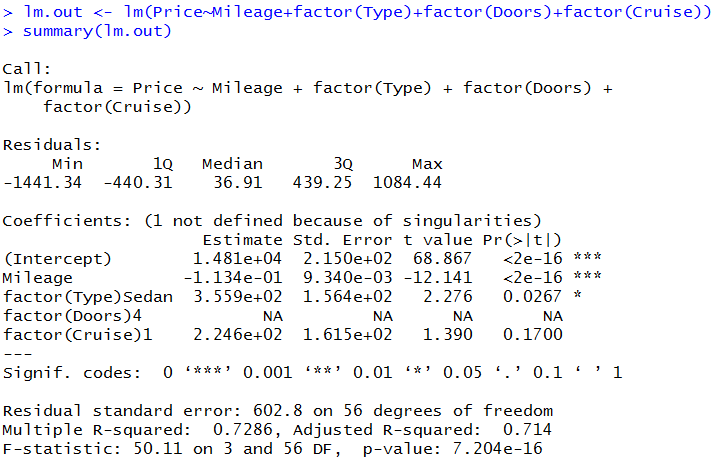 > lm.out <- lm(Price~Mileage+factor(Type)+factor(Doors)+factor(Cruise))
> summary(lm.out)

Call:
lm(formula = Price ~ Mileage + factor(Type) + factor(Doors) +
    factor(Cruise))

Residuals:
     Min       1Q   Median       3Q      Max
-1441.34  -440.31    36.91   439.25  1084.44

Coefficients: (1 not defined because of singularities)
                    Estimate Std. Error t value Pr(>|t|)
(Intercept)        1.481e+04  2.150e+02  68.867   <2e-16 ***
Mileage           -1.134e-01  9.340e-03 -12.141   <2e-16 ***
factor(Type)Sedan  3.559e+02  1.564e+02   2.276   0.0267 *
factor(Doors)4            NA         NA      NA       NA
factor(Cruise)1    2.246e+02  1.615e+02   1.390   0.1700
---
Signif. codes:  0 ‘***’ 0.001 ‘**’ 0.01 ‘*’ 0.05 ‘.’ 0.1 ‘ ’ 1

Residual standard error: 602.8 on 56 degrees of freedom
Multiple R-squared:  0.7286, Adjusted R-squared:  0.714
F-statistic: 50.11 on 3 and 56 DF,  p-value: 7.204e-16